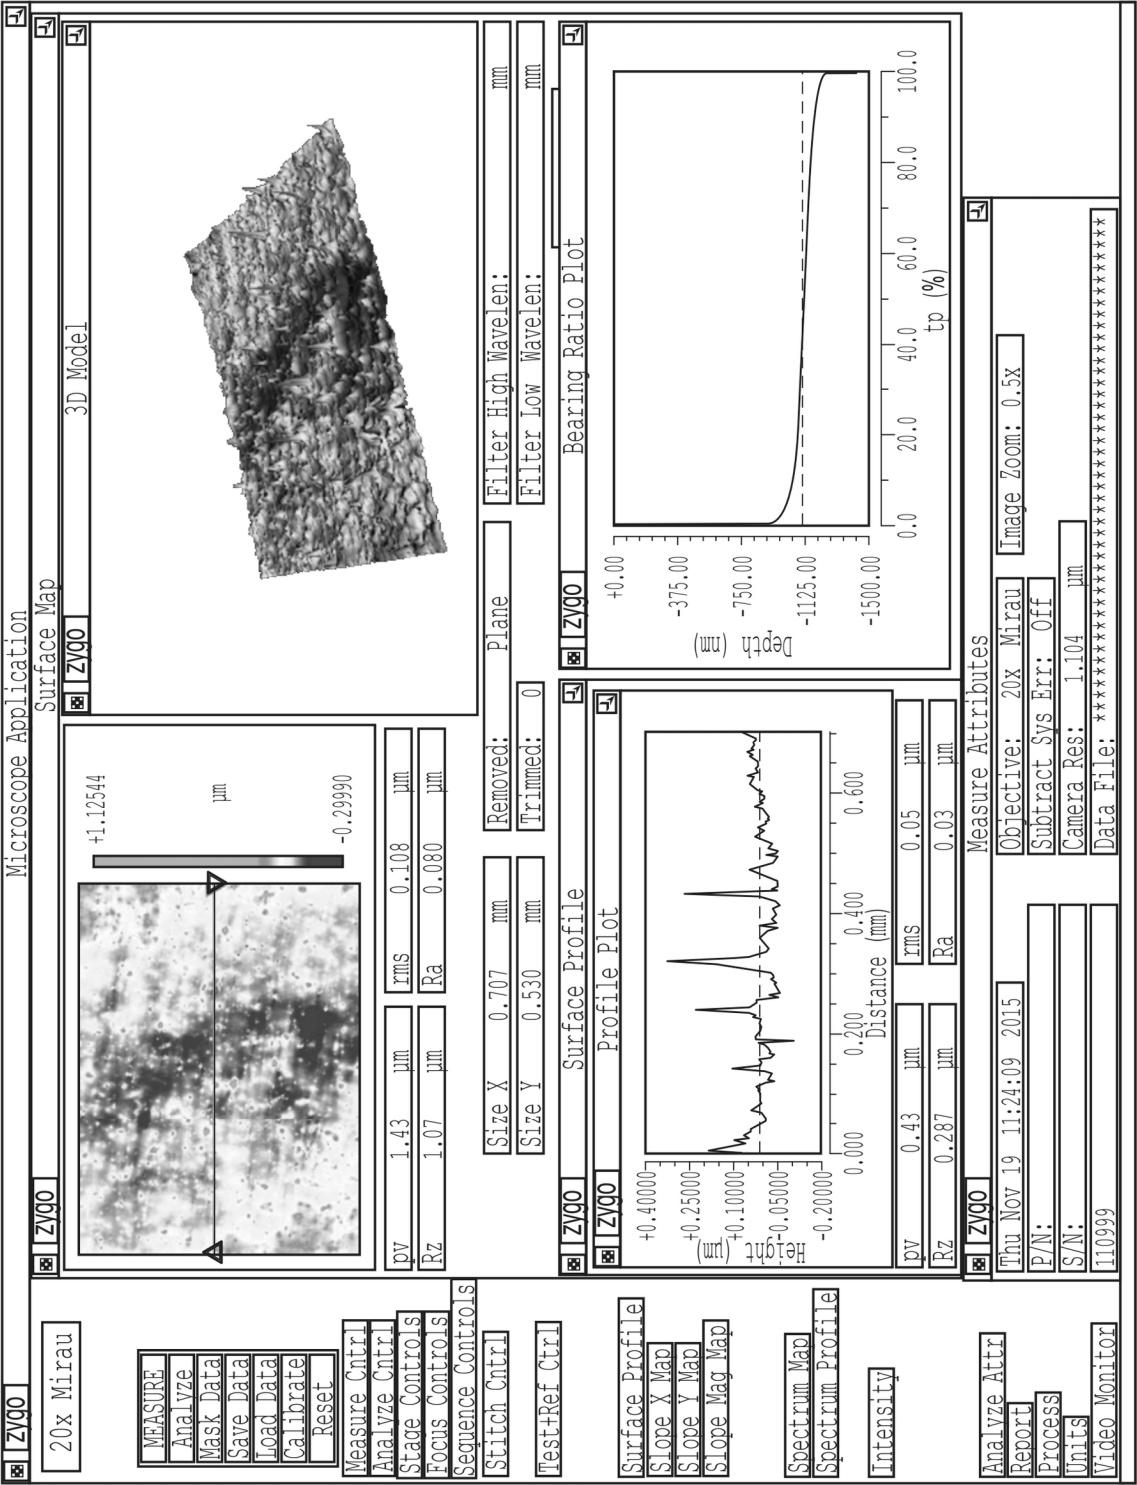 zygo
Microscope Application
20x Mirau
MEASURE
Analyze
Mask Data
Save Data
Load Data
Calibrate
Reset
Measure Cntrl
Analyze Cntrl
Stage Controls
Focus Controls
Sequence Controls
Stitch Cntrl
Test+Ref Ctrl
Surface Profile
Slope X Map
Slope Y Map
Slope Mag Map
Spectrum Map
Spectrum Profile
Intensity
Analyze Attr
Report
Process
Units
Video Monitor
zygo
Surface Map
+1.12544
μm
-0.29990
pv 1.43 μm
rms 0.108 μm
Rz 1.07 μm
Ra 0.080 μm
Size X 0.707 mm
Size Y 0.530 mm
zygo
3D Model
Removed: Plane
Trimmed: 0
Filter High Wavelen: mm
Filter Low Wavelen: mm
zygo
Surface Profile
zygo
Profile Plot
+0.40000
+0.25000
+0.10000
-0.05000
-0.20000
Height (μm)
0.000
0.200
0.400
0.600
Distance (mm)
pv 0.43 μm
rms 0.05 μm
Rz 0.287 μm
Ra 0.03 μm
zygo
Bearing Ratio Plot
+0.00
-375.00
-750.00
-1125.00
-1500.00
Depth (nm)
0.0
20.0
40.0
60.0
80.0
100.0
tp (%)
zygo
Measure Attributes
Thu Nov 19 11:24:09 2015
P/N:
S/N:
110999
Objective: 20x Mirau
Image Zoom: 0.5x
Subtract Sys Err: Off
Camera Res: 1.104 μm
Data File: ****************************************